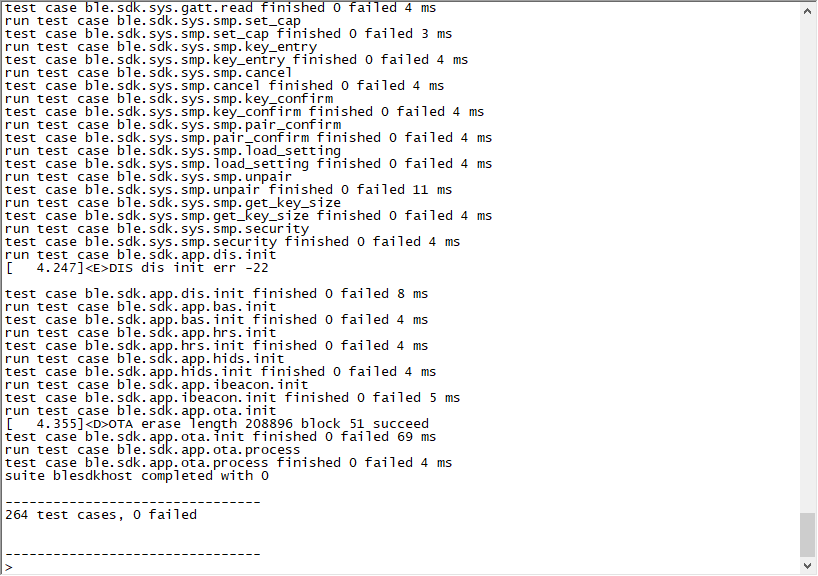 test case ble.sdk.sys.gatt.read finished 0 failed 4 ms
run test case ble.sdk.sys.smp.set_cap
test case ble.sdk.sys.smp.set_cap finished 0 failed 3 ms
run test case ble.sdk.sys.smp.key_entry
test case ble.sdk.sys.smp.key_entry finished 0 failed 4 ms
run test case ble.sdk.sys.smp.cancel
test case ble.sdk.sys.smp.cancel finished 0 failed 4 ms
run test case ble.sdk.sys.smp.key_confirm
test case ble.sdk.sys.smp.key_confirm finished 0 failed 4 ms
run test case ble.sdk.sys.smp.pair_confirm
test case ble.sdk.sys.smp.pair_confirm finished 0 failed 4 ms
run test case ble.sdk.sys.smp.load_setting
test case ble.sdk.sys.smp.load_setting finished 0 failed 4 ms
run test case ble.sdk.sys.smp.unpair
test case ble.sdk.sys.smp.unpair finished 0 failed 11 ms
run test case ble.sdk.sys.smp.get_key_size
test case ble.sdk.sys.smp.get_key_size finished 0 failed 4 ms
run test case ble.sdk.sys.smp.security
test case ble.sdk.sys.smp.security finished 0 failed 4 ms
run test case ble.sdk.app.dis.init
[   4.247]<E>DIS dis init err -22
test case ble.sdk.app.dis.init finished 0 failed 8 ms
run test case ble.sdk.app.bas.init
test case ble.sdk.app.bas.init finished 0 failed 4 ms
run test case ble.sdk.app.hrs.init
test case ble.sdk.app.hrs.init finished 0 failed 4 ms
run test case ble.sdk.app.hids.init
test case ble.sdk.app.hids.init finished 0 failed 4 ms
run test case ble.sdk.app.ibeacon.init
test case ble.sdk.app.ibeacon.init finished 0 failed 5 ms
run test case ble.sdk.app.ota.init
[   4.355]<D>OTA erase length 208896 block 51 succeed
test case ble.sdk.app.ota.init finished 0 failed 69 ms
run test case ble.sdk.app.ota.process
test case ble.sdk.app.ota.process finished 0 failed 4 ms
suite blesdkhost completed with 0
--------------------------------
264 test cases, 0 failed
--------------------------------
>